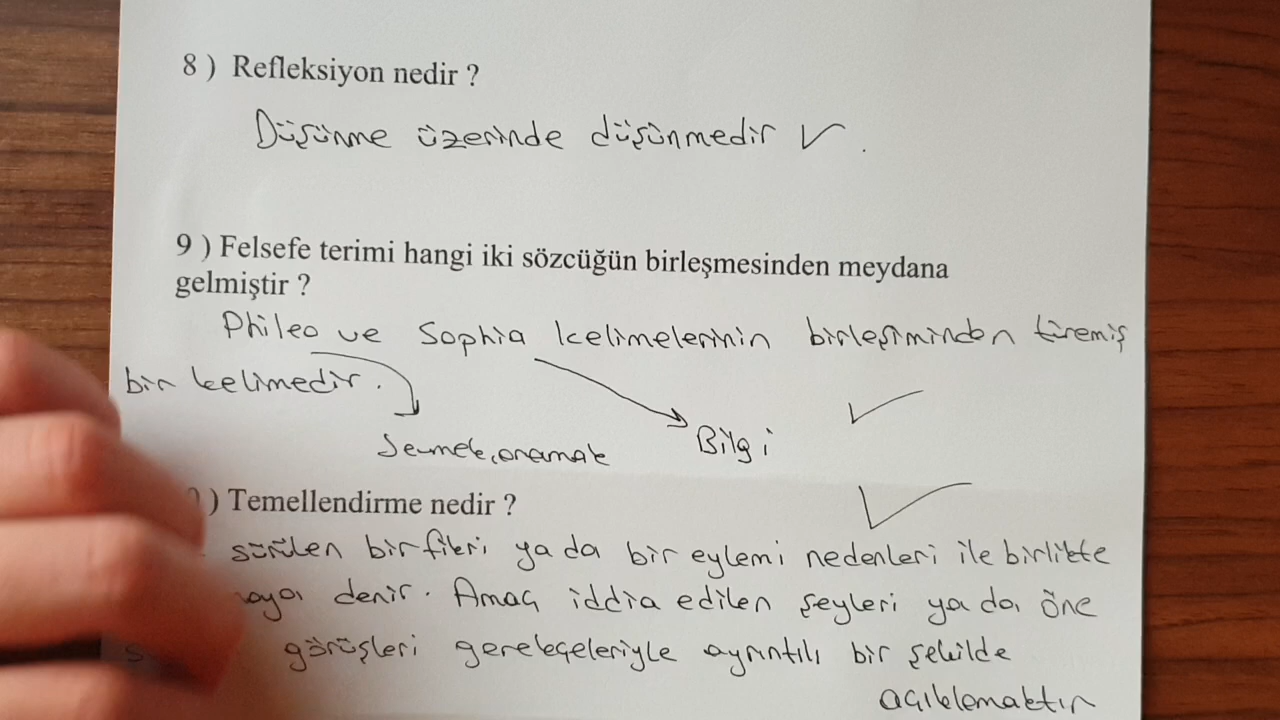 8 ) Refleksiyon nedir ?
Düşünme üzerinde düşünmedir
9 ) Felsefe terimi hangi iki sözcüğün birleşmesinden meydana
gelmiştir ?
Phileo ve Sophia kelimelerinin birleşiminden türemiş
bir kelimedir.
Sevmek, aramak
Bilgi
) Temellendirme nedir ?
sürülen bir fikri ya da bir eylemi nedenleri ile birlikte
denir. Amaç iddia edilen şeyleri ya da öne
görüşleri gerekçeleriyle ayrıntılı bir şekilde
açıklamaktır